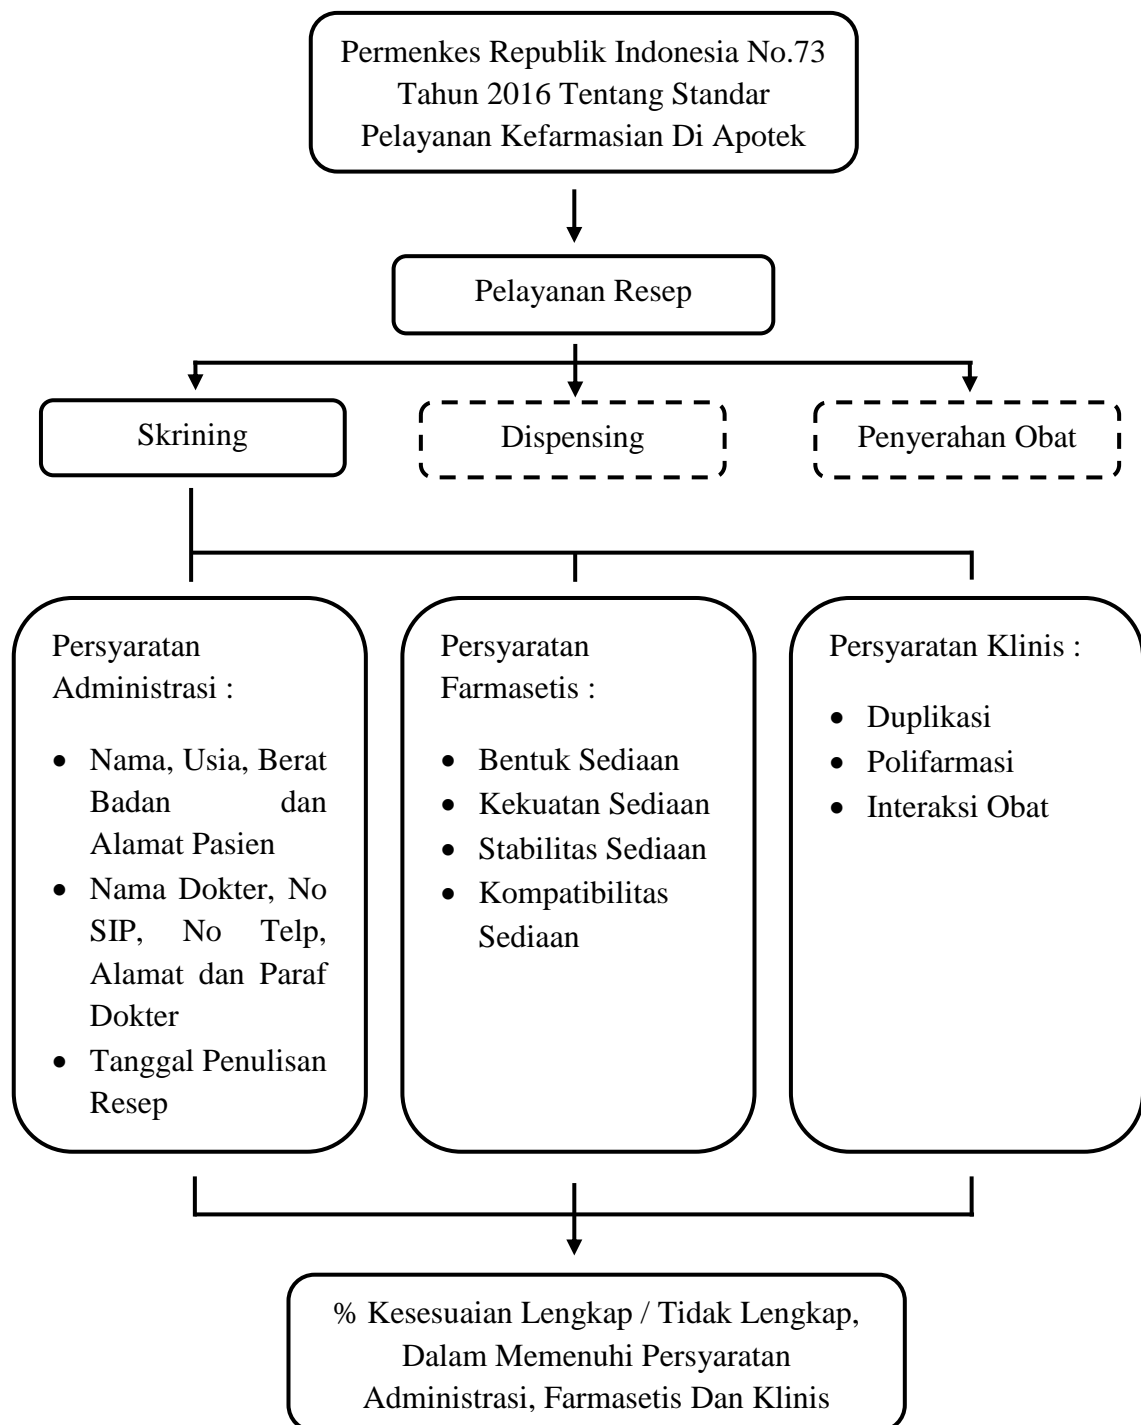 Permenkes Republik Indonesia No.73
Tahun 2016 Tentang Standar
Pelayanan Kefarmasian Di Apotek
Pelayanan Resep
Skrining
Dispensing
Penyerahan Obat
Persyaratan
Administrasi :
• Nama, Usia, Berat
Badan dan
Alamat Pasien
• Nama Dokter, No
SIP, No Telp,
Alamat dan Paraf
Dokter
• Tanggal Penulisan
Resep
Persyaratan
Farmasetis :
• Bentuk Sediaan
• Kekuatan Sediaan
• Stabilitas Sediaan
• Kompatibilitas
Sediaan
Persyaratan Klinis :
• Duplikasi
• Polifarmasi
• Interaksi Obat
% Kesesuaian Lengkap / Tidak Lengkap,
Dalam Memenuhi Persyaratan
Administrasi, Farmasetis Dan Klinis